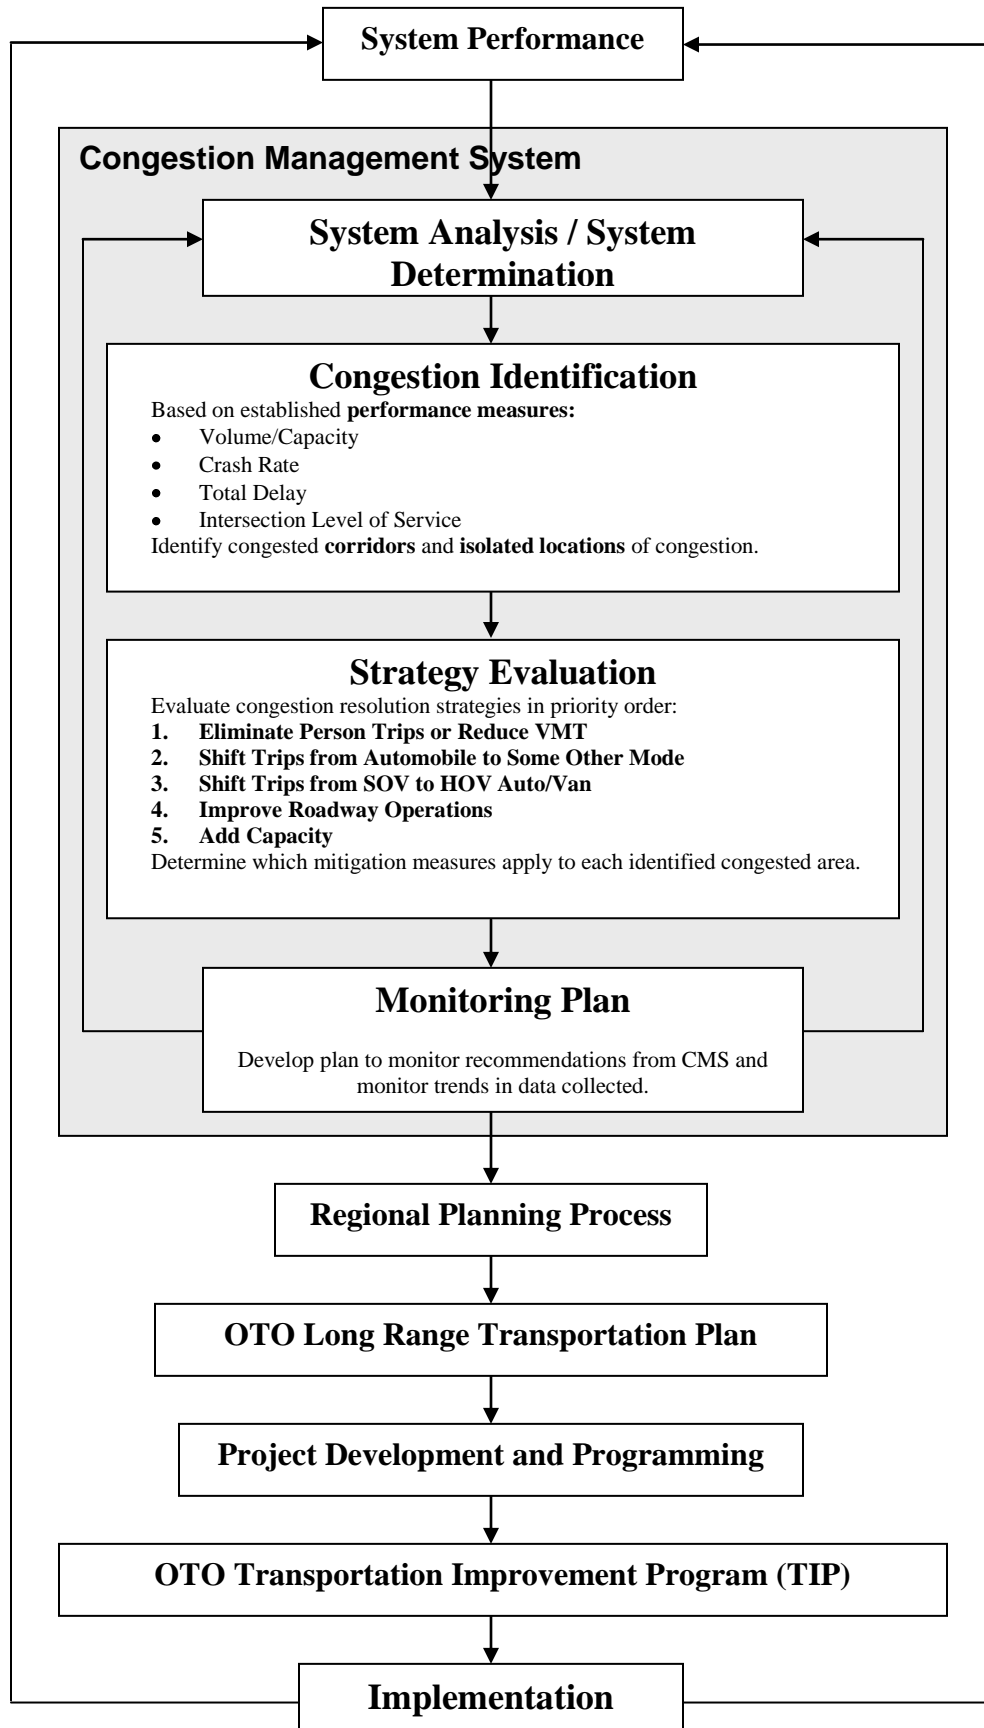 System Performance
Congestion Management System
System Analysis / System
Determination
Congestion Identification
Based on established performance measures:
• Volume/Capacity
• Crash Rate
• Total Delay
• Intersection Level of Service
Identify congested corridors and isolated locations of congestion.
Strategy Evaluation
Evaluate congestion resolution strategies in priority order:
1. Eliminate Person Trips or Reduce VMT
2. Shift Trips from Automobile to Some Other Mode
3. Shift Trips from SOV to HOV Auto/Van
4. Improve Roadway Operations
5. Add Capacity
Determine which mitigation measures apply to each identified congested area.
Monitoring Plan
Develop plan to monitor recommendations from CMS and
monitor trends in data collected.
Regional Planning Process
OTO Long Range Transportation Plan
Project Development and Programming
OTO Transportation Improvement Program (TIP)
Implementation